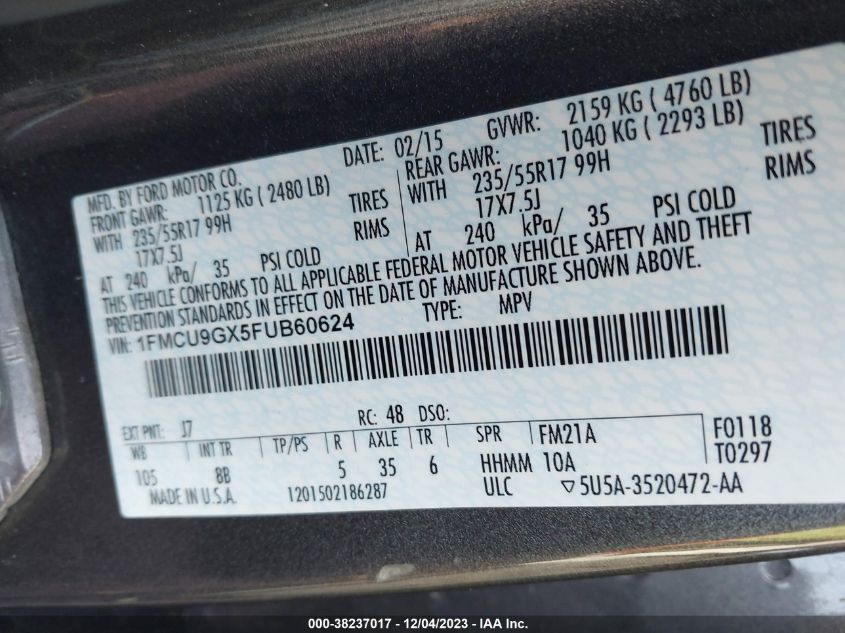 MFD. BY FORD MOTOR CO.
DATE: 02/15 GVWR: 2159 KG ( 4760 LB)
FRONT GAWR: 1125 KG ( 2480 LB) REAR GAWR: 1040 KG ( 2293 LB)
WITH 235/55R17 99H TIRES WITH 235/55R17 99H TIRES
17X7.5J RIMS 17X7.5J RIMS
AT 240 kPa/ 35 PSI COLD AT 240 kPa/ 35 PSI COLD
THIS VEHICLE CONFORMS TO ALL APPLICABLE FEDERAL MOTOR VEHICLE SAFETY AND THEFT
PREVENTION STANDARDS IN EFFECT ON THE DATE OF MANUFACTURE SHOWN ABOVE.
VIN: 1FMCU9GX5FUB60624 TYPE: MPV
EXT PNT: J7 RC: 48 DSO:
WB INT TR TP/PS R AXLE TR SPR FM21A F0118
105 8B 5 35 6 HHMM 10A T0297
MADE IN U.S.A. 1201502186287 ULC ▽5U5A-3520472-AA
000-38237017 - 12/04/2023 - IAA Inc.